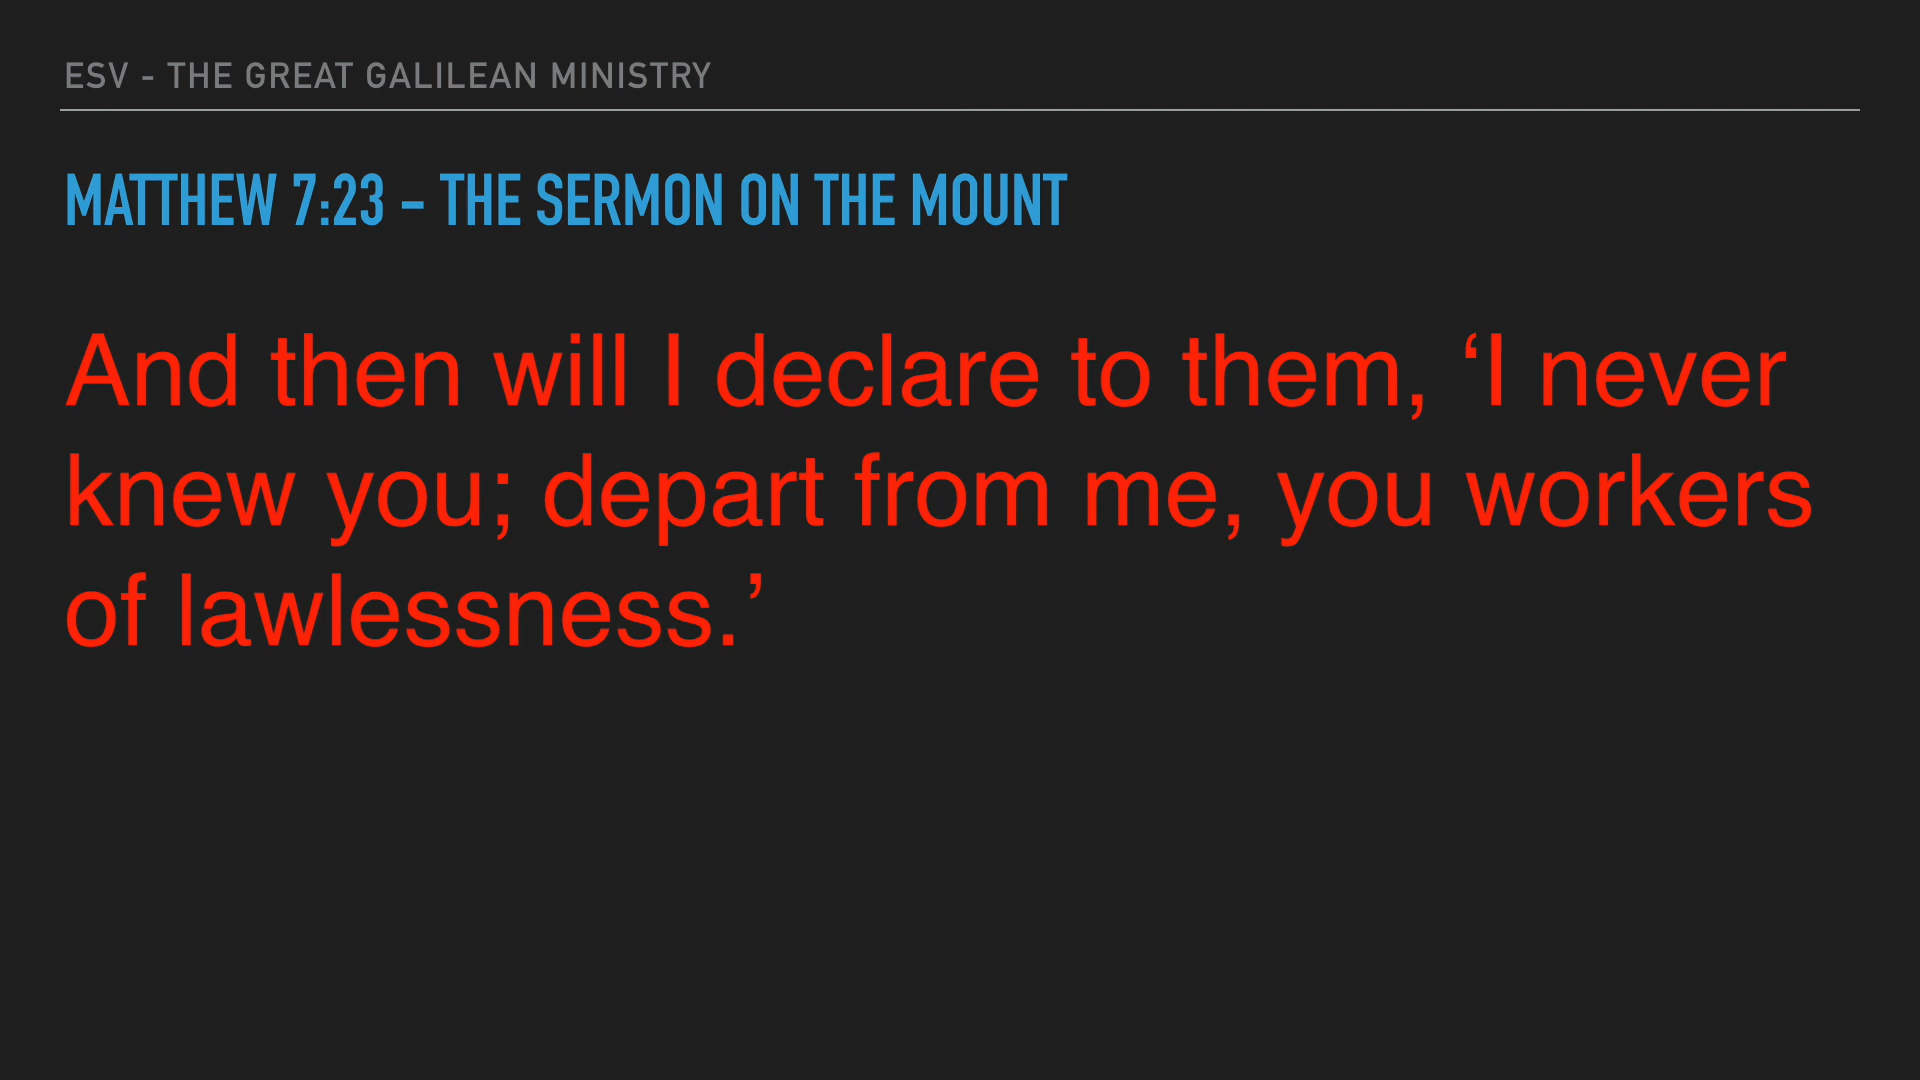 ESV - THE GREAT GALILEAN MINISTRY
MATTHEW 7:23 – THE SERMON ON THE MOUNT
And then will I declare to them, ‘I never
knew you; depart from me, you workers
of lawlessness.’